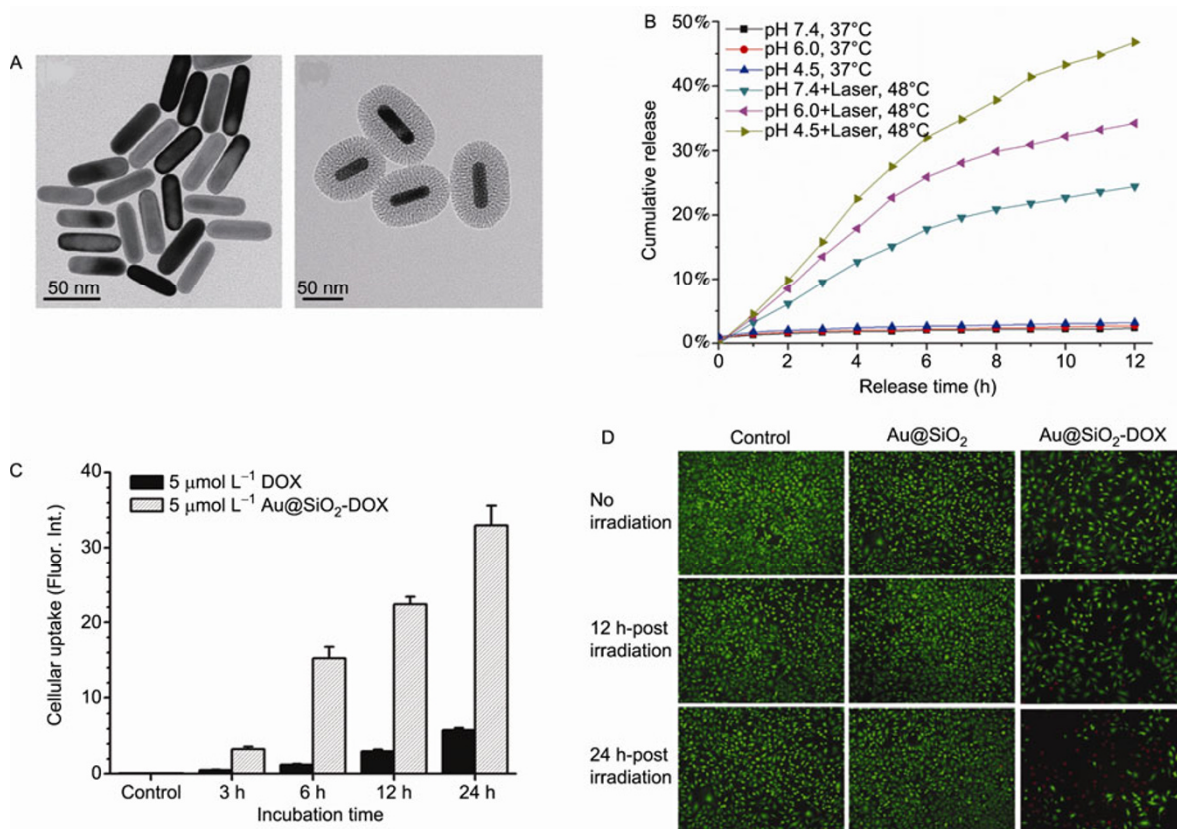 A
50 nm
50 nm
B
50%
40%
30%
20%
10%
0%
Cumulative release
pH 7.4, 37°C
pH 6.0, 37°C
pH 4.5, 37°C
pH 7.4+Laser, 48°C
pH 6.0+Laser, 48°C
pH 4.5+Laser, 48°C
0 2 4 6 8 10 12
Release time (h)
C
40
30
20
10
0
Cellular uptake (Fluor. Int.)
5 μmol L⁻¹ DOX
5 μmol L⁻¹ Au@SiO₂-DOX
Control 3 h 6 h 12 h 24 h
Incubation time
D
Control Au@SiO₂ Au@SiO₂-DOX
No
irradiation
12 h-post
irradiation
24 h-post
irradiation